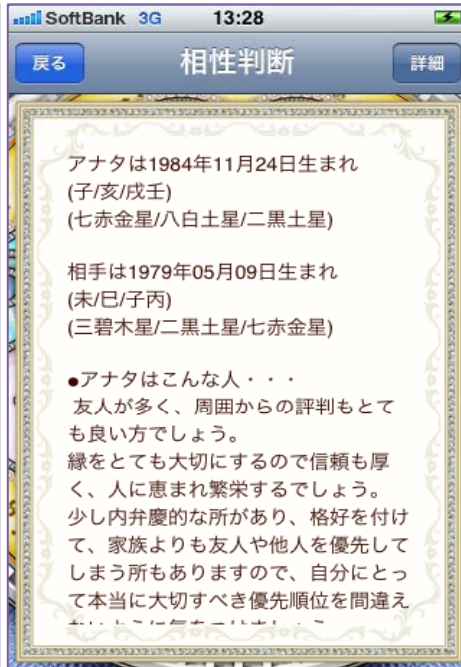 SoftBank 3G 13:28
戻る 相性判断 詳細
アナタは1984年11月24日生まれ
(子/亥/戌壬)
(七赤金星/八白土星/二黒土星)
相手は1979年05月09日生まれ
(未/巳/子丙)
(三碧木星/二黒土星/七赤金星)
●アナタはこんな人・・・
友人が多く、周囲からの評判もとて
も良い方でしょう。
縁をとても大切にするので信頼も厚
く、人に恵まれ繁栄するでしょう。
少し内弁慶的な所があり、格好を付け
て、家族よりも友人や他人を優先して
しまう所もありますので、自分にとっ
て本当に大切すべき優先順位を間違え